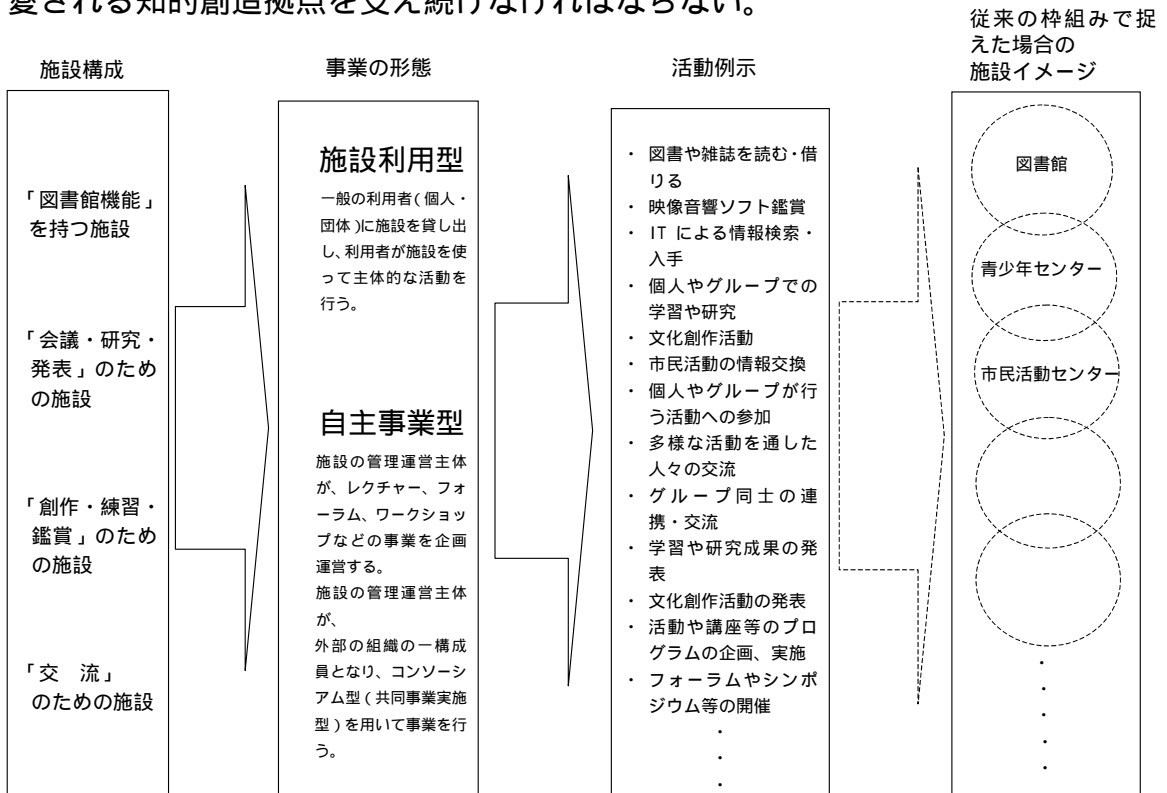 愛される知的創造拠点を支え続けなければならない。
施設構成
「図書館機能」
を持つ施設
「会議・研究・
発表」のため
の施設
「創作・練習・
鑑賞」のため
の施設
「交　流」
のための施設
事業の形態
施設利用型
一般の利用者(個人・
団体)に施設を貸し出
し、利用者が施設を使
って主体的な活動を
行う。
自主事業型
施設の管理運営主体
が、レクチャー、フォ
ーラム、ワークショッ
プなどの事業を企画
運営する。
施設の管理運営主体
が、
外部の組織の一構成
員となり、コンソーシ
アム型(共同事業実施
型)を用いて事業を行
う。
活動例示
・ 図書や雑誌を読む・借
りる
・ 映像音響ソフト鑑賞
・ IT による情報検索・
入手
・ 個人やグループでの
学習や研究
・ 文化創作活動
・ 市民活動の情報交換
・ 個人やグループが行
う活動への参加
・ 多様な活動を通した
人々の交流
・ グループ同士の連
携・交流
・ 学習や研究成果の発
表
・ 文化創作活動の発表
・ 活動や講座等のプロ
グラムの企画、実施
・ フォーラムやシンポ
ジウム等の開催
・
・
・
従来の枠組みで捉
えた場合の
施設イメージ
図書館
青少年センター
市民活動センター
・
・
・
・
・